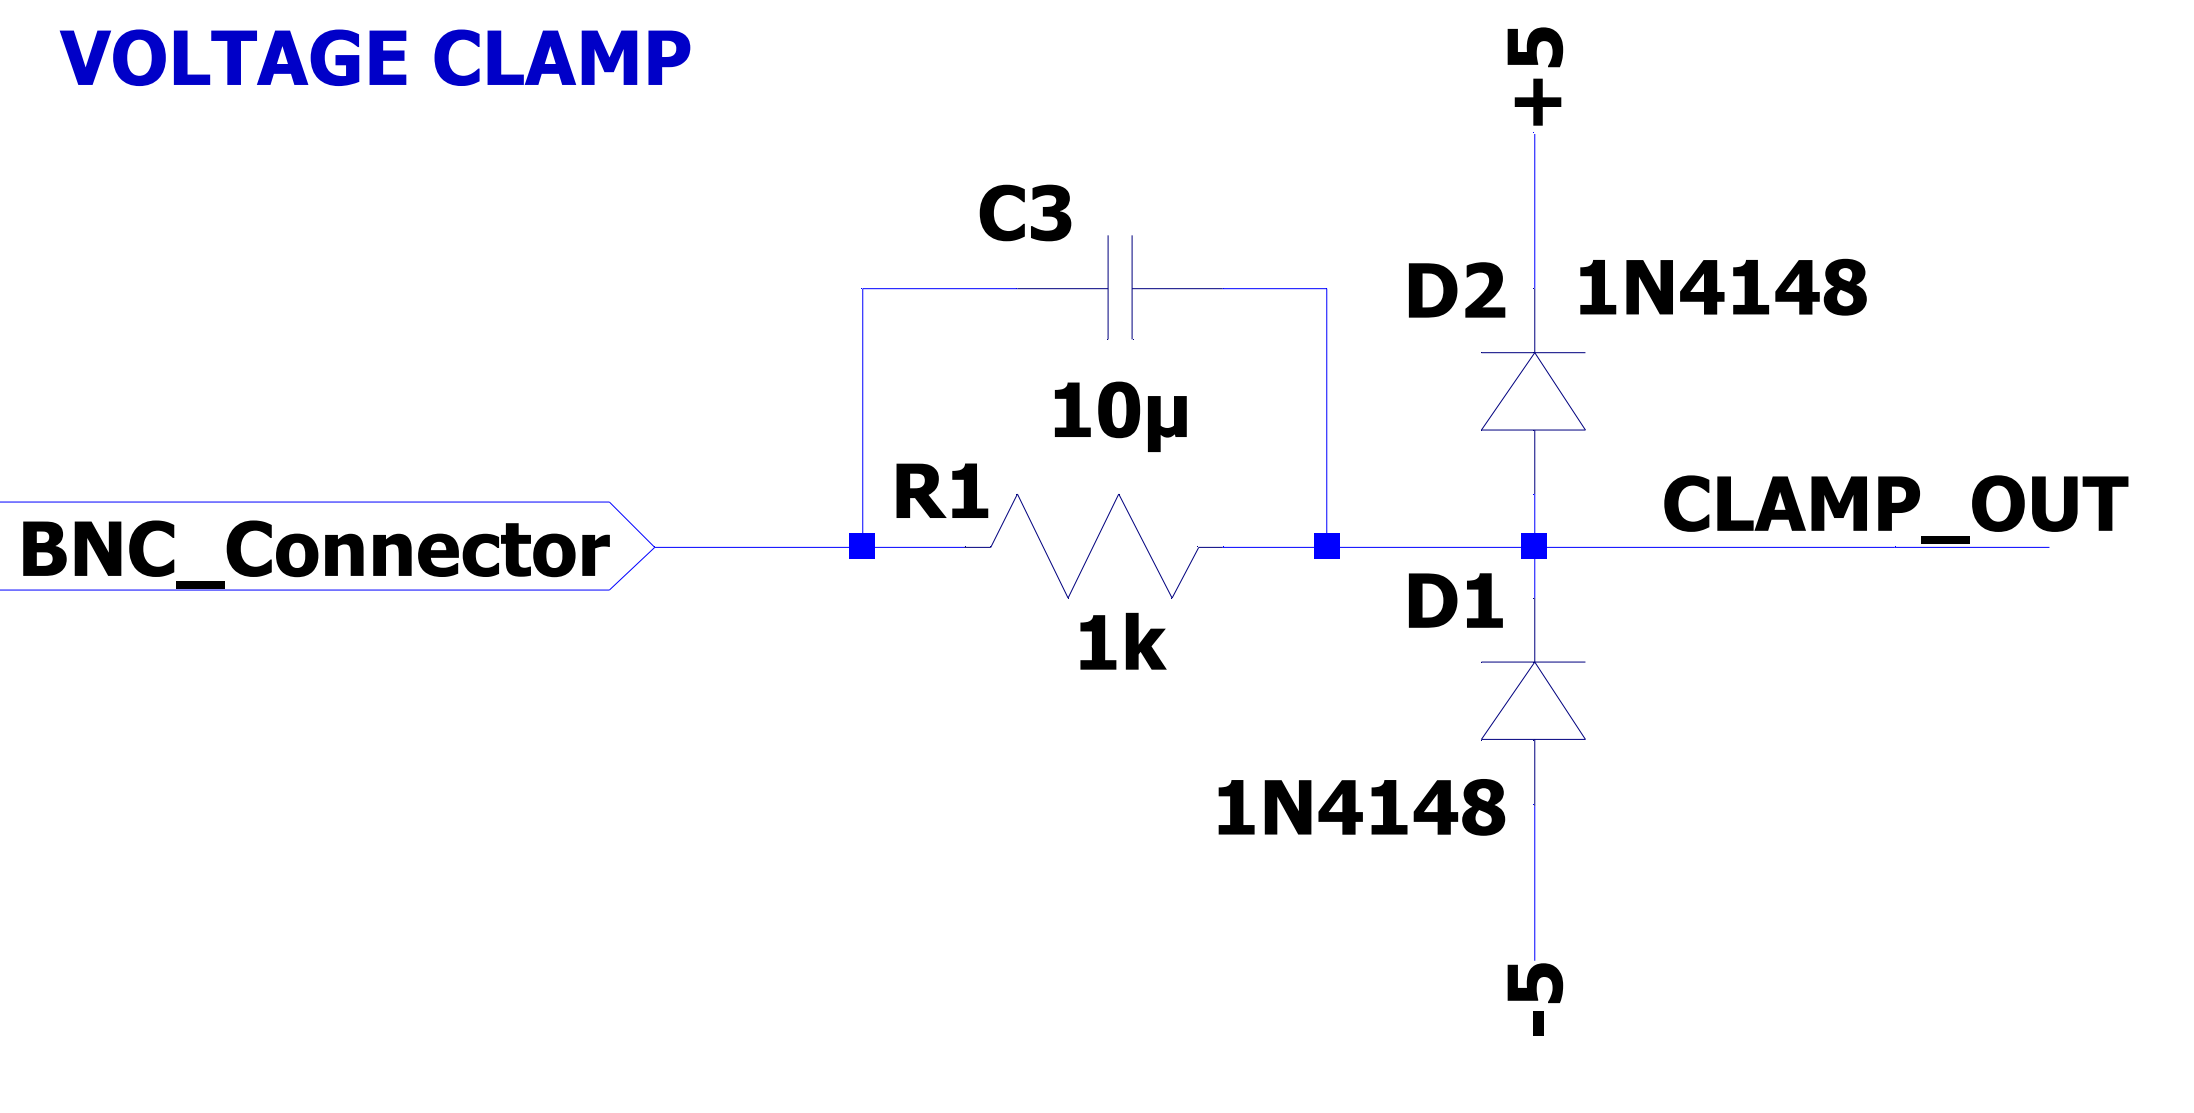 VOLTAGE CLAMP
+5
C3
D2 1N4148
10µ
R1
CLAMP_OUT
BNC_Connector
D1
1k
1N4148
-5